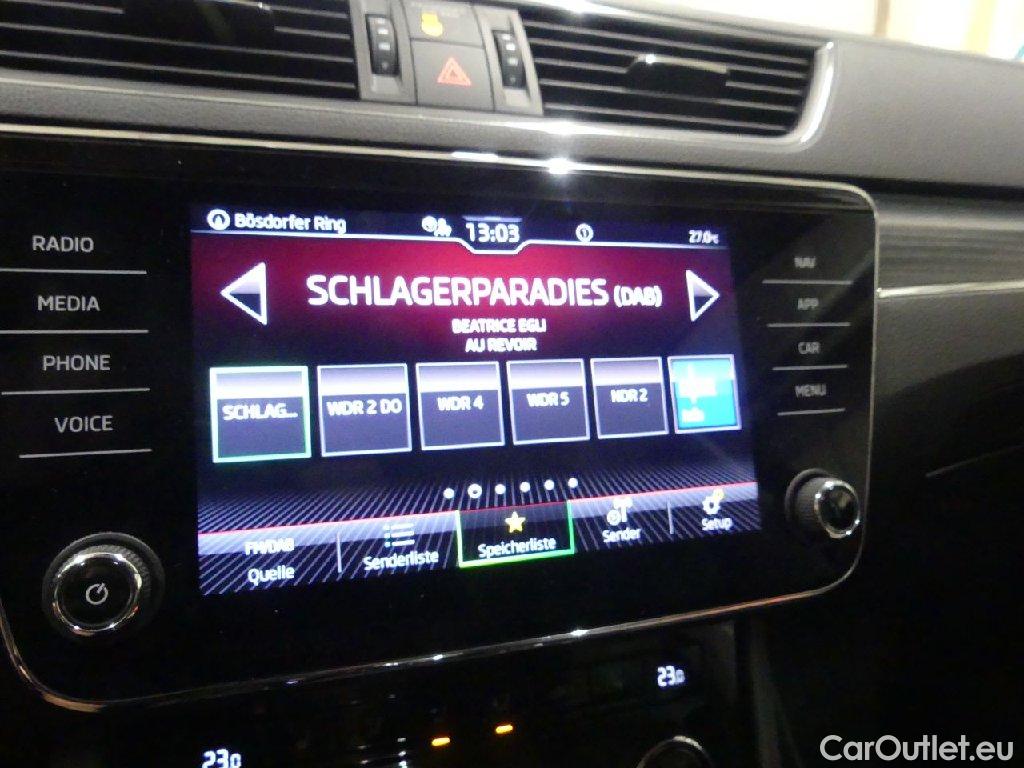 Bösdorfer Ring 13:03 27.0°C
RADIO
NAV
SCHLAGERPARADIES (DAB)
MEDIA
APP
BEATRICE EGLI
AU REVOIR
PHONE
CAR
SCHLAG... WDR 2 DO WDR 4 WDR 5 NDR 2
MENU
VOICE
FM/DAB
Quelle Senderliste Speicherliste Sender Setup
23.0
23.0
CarOutlet.eu